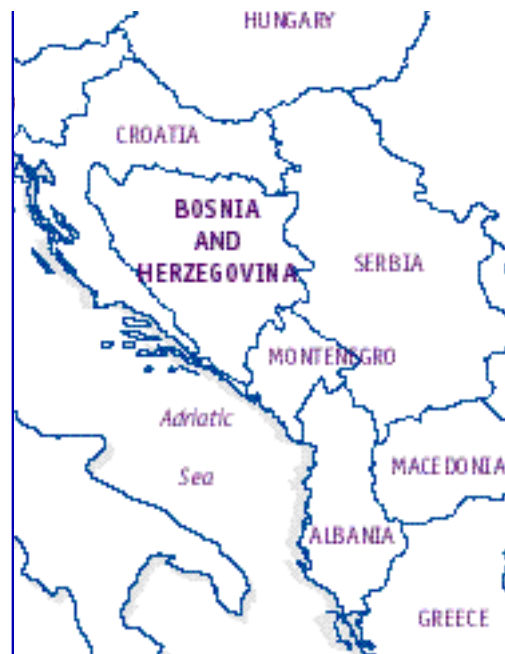 HUNGARY
CROATIA
BOSNIA
AND
HERZEGOVINA
SERBIA
MONTENEGRO
Adriatic
Sea
MACEDONIA
ALBANIA
GREECE